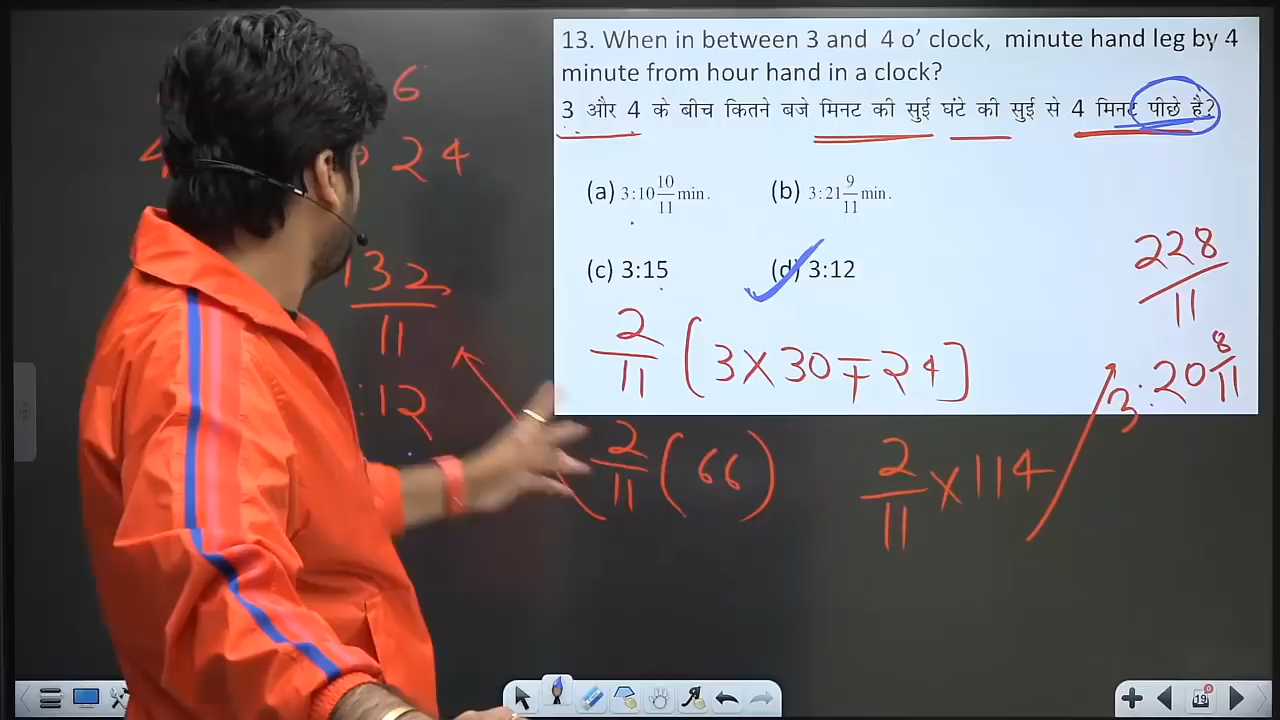 13. When in between 3 and 4 o' clock, minute hand leg by 4
minute from hour hand in a clock?
3 और 4 के बीच कितने बजे मिनट की सुई घंटे की सुई से 4 मिनट पीछे है?
(a) 3:10 10/11 min. (b) 3:21 9/11 min.
(c) 3:15 (d) 3:12
6
4 24
132/11
:12
2/11 (3×30∓24]
2/11 (66)
2/11 × 114
228/11
3:20 8/11
19